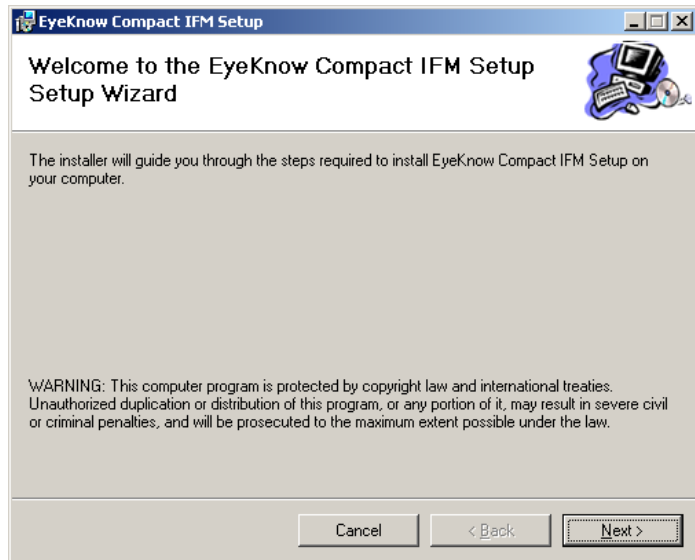 EyeKnow Compact IFM Setup
Welcome to the EyeKnow Compact IFM Setup
Setup Wizard
The installer will guide you through the steps required to install EyeKnow Compact IFM Setup on
your computer.
WARNING: This computer program is protected by copyright law and international treaties.
Unauthorized duplication or distribution of this program, or any portion of it, may result in severe civil
or criminal penalties, and will be prosecuted to the maximum extent possible under the law.
Cancel < Back Next >